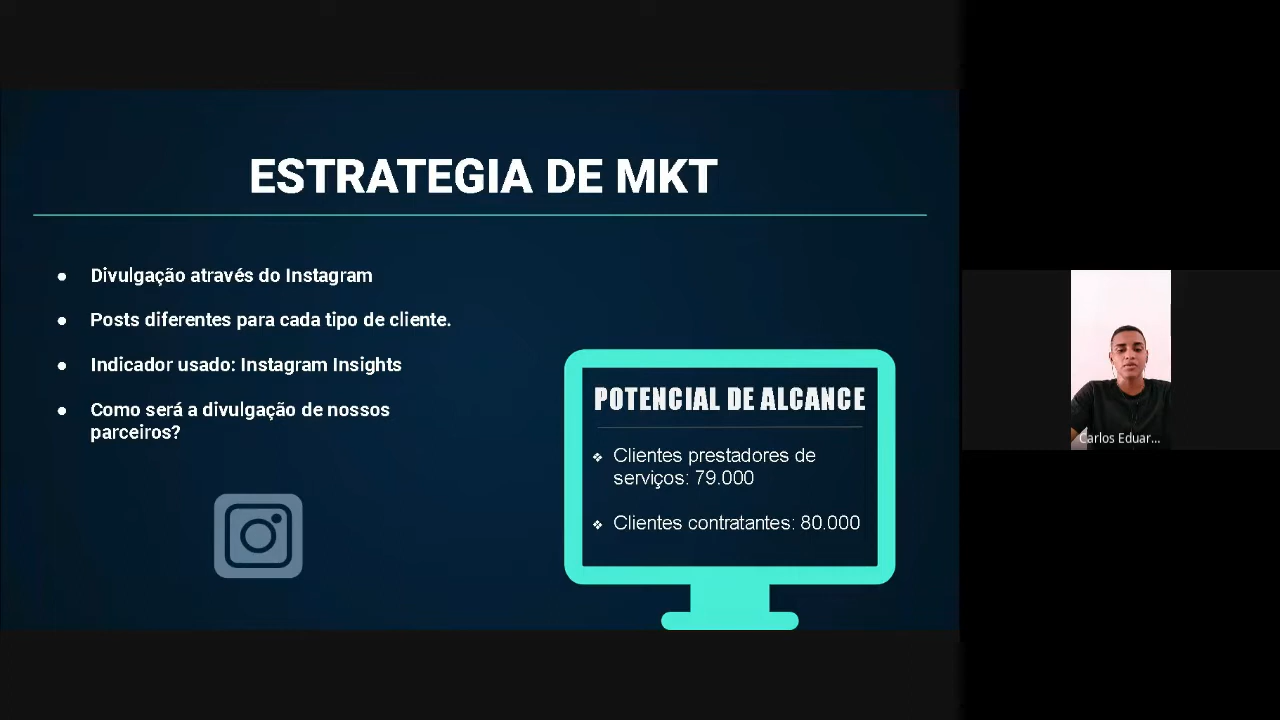 ESTRATEGIA DE MKT
Divulgação através do Instagram
Posts diferentes para cada tipo de cliente.
Indicador usado: Instagram Insights
Como será a divulgação de nossos
parceiros?
POTENCIAL DE ALCANCE
Clientes prestadores de
serviços: 79.000
Clientes contratantes: 80.000
Carlos Eduar...